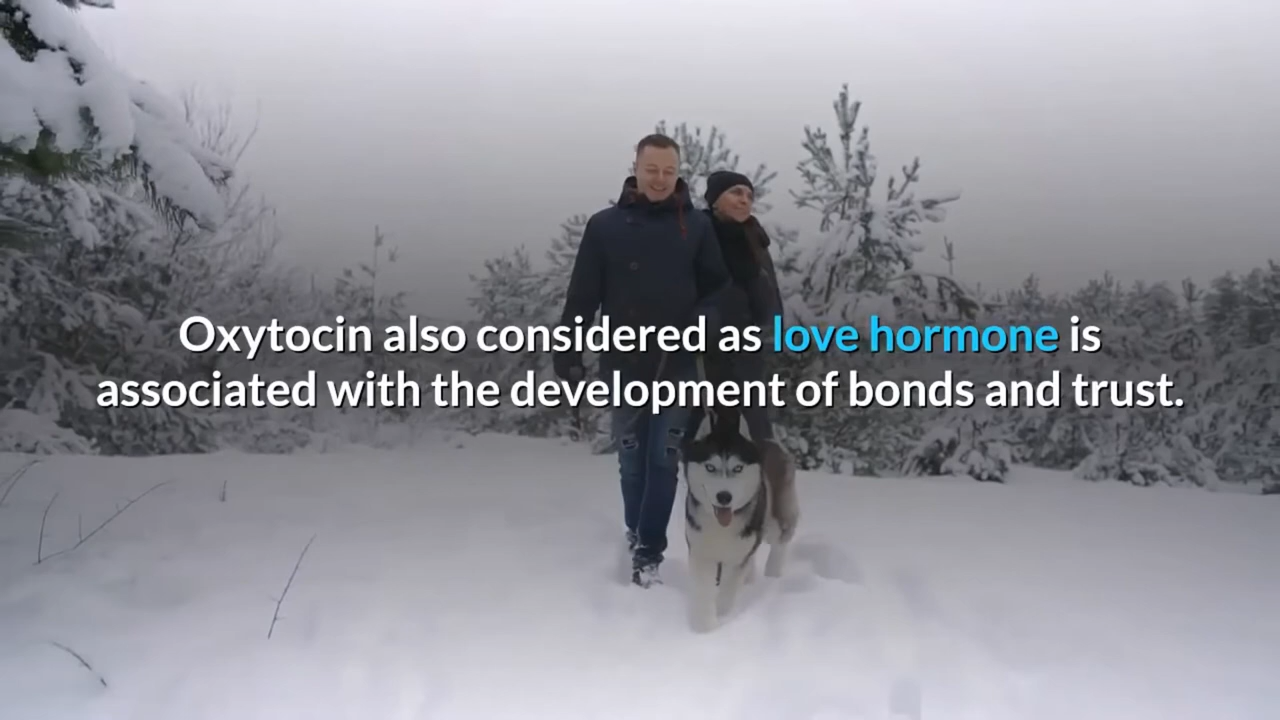 Oxytocin also considered as love hormone is
associated with the development of bonds and trust.